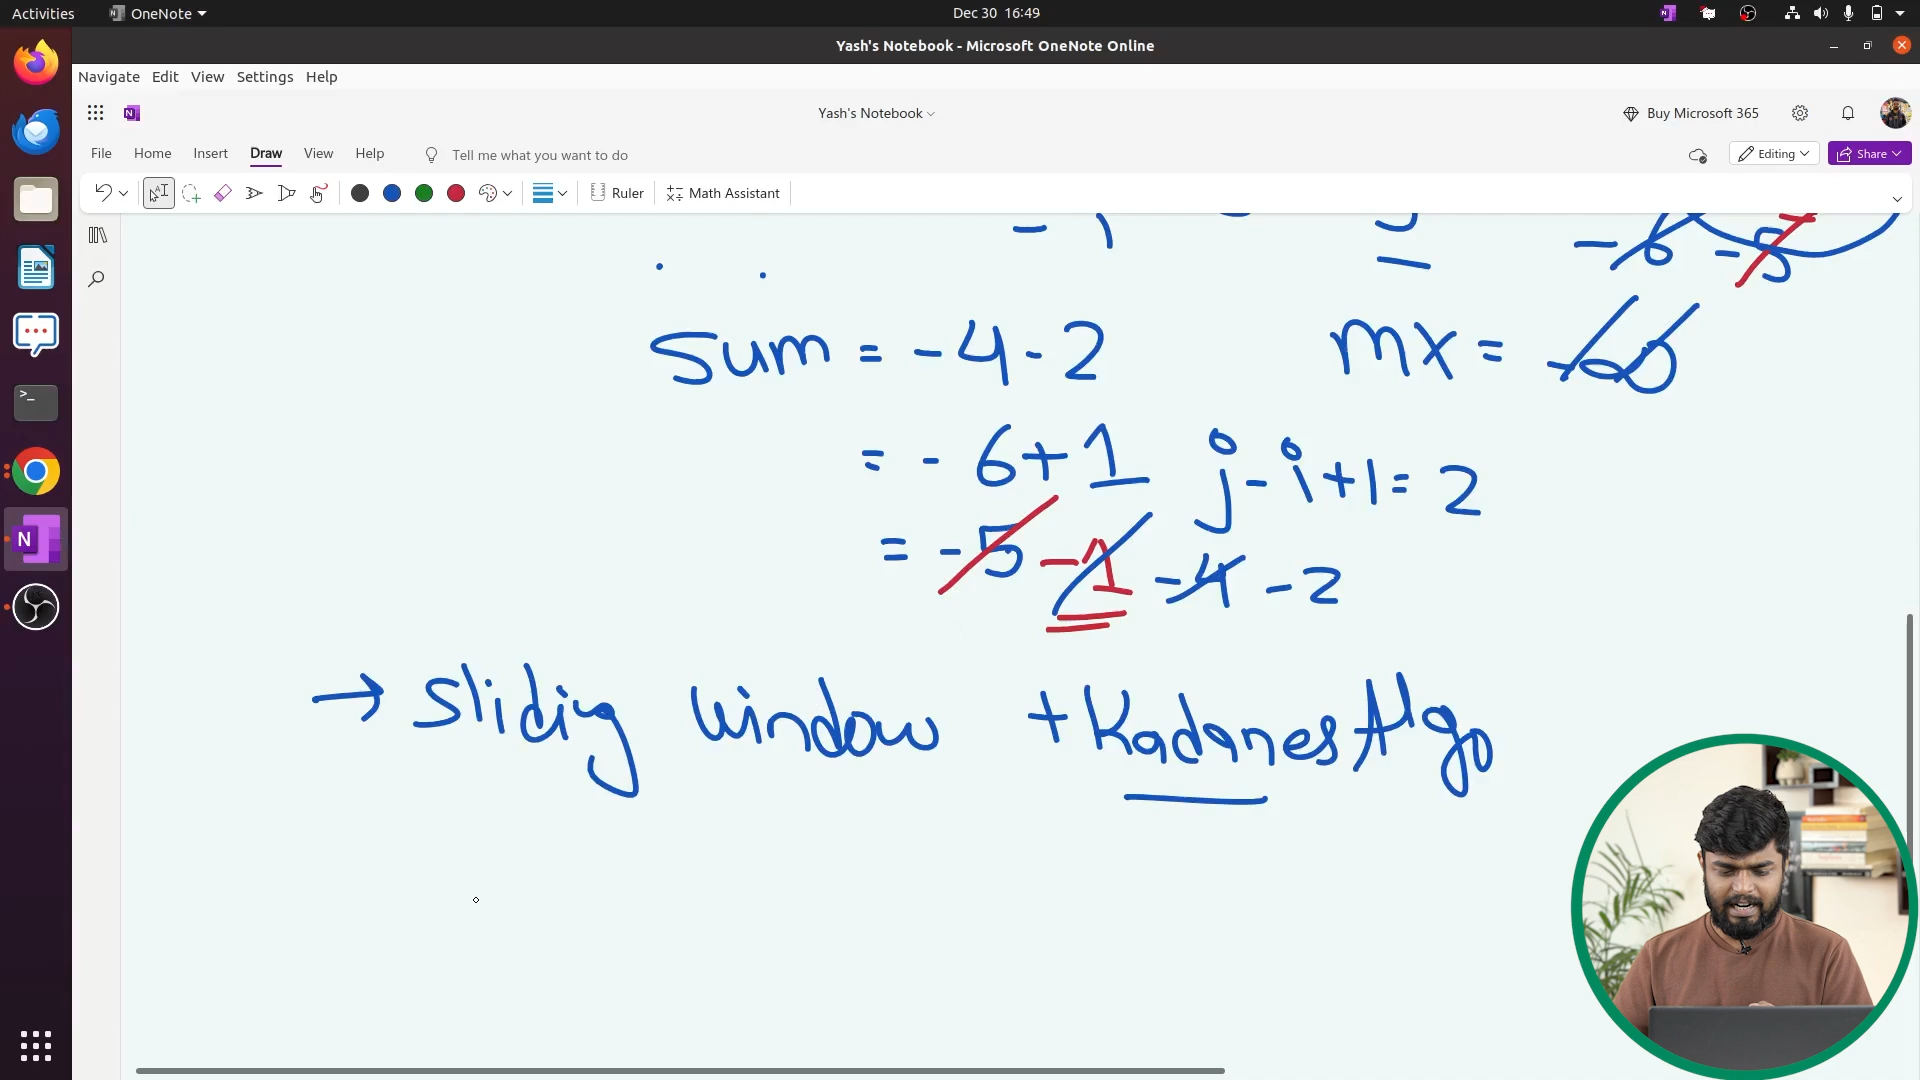 Activities OneNote Dec 30 16:49
Yash's Notebook - Microsoft OneNote Online
Navigate Edit View Settings Help
N Yash's Notebook Buy Microsoft 365
File Home Insert Draw View Help Tell me what you want to do Editing Share
Ruler Math Assistant
-6 -5
Sum = -4-2 mx = -∞
= -6+1 j-i+1=2
= -5 -1 -4 -2
→ Sliding Window + Kadanes Algo